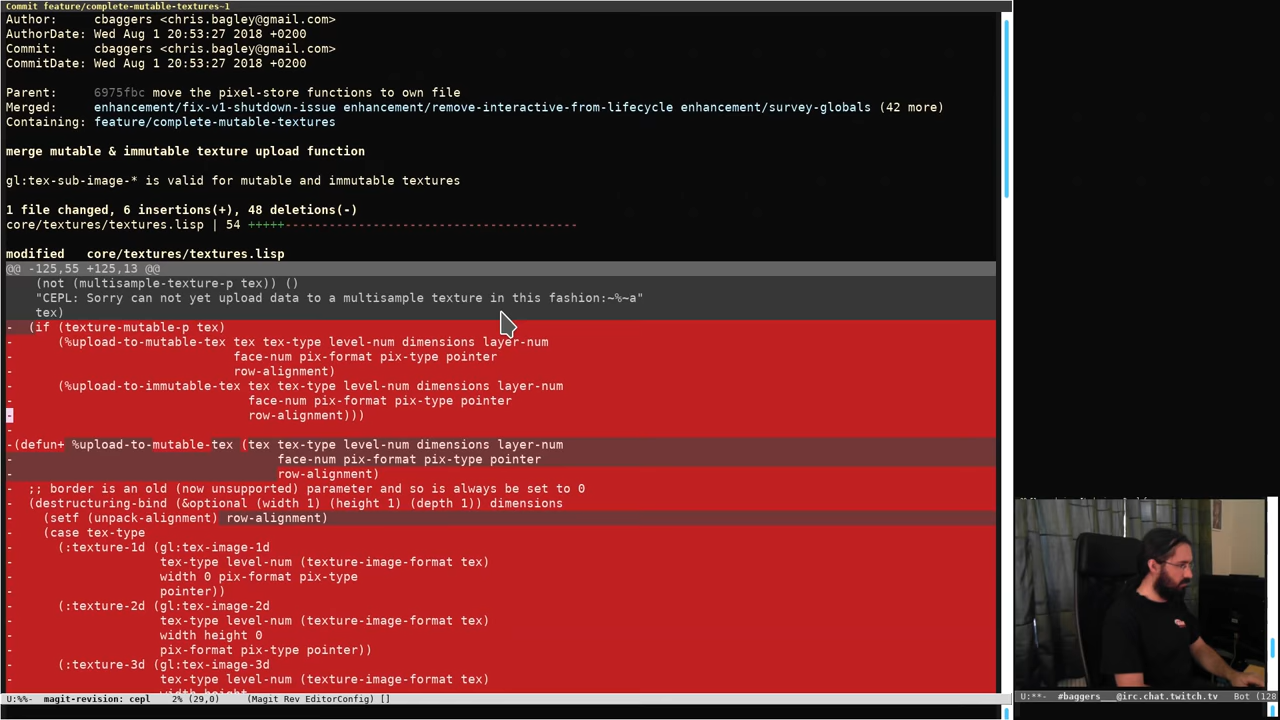 Commit feature/complete-mutable-textures~1
Author:     cbaggers <chris.bagley@gmail.com>
AuthorDate: Wed Aug 1 20:53:27 2018 +0200
Commit:     cbaggers <chris.bagley@gmail.com>
CommitDate: Wed Aug 1 20:53:27 2018 +0200
Parent:     6975fbc move the pixel-store functions to own file
Merged:     enhancement/fix-v1-shutdown-issue enhancement/remove-interactive-from-lifecycle enhancement/survey-globals (42 more)
Containing: feature/complete-mutable-textures
merge mutable & immutable texture upload function
gl:tex-sub-image-* is valid for mutable and immutable textures
1 file changed, 6 insertions(+), 48 deletions(-)
core/textures/textures.lisp | 54 +++++----------------------------------------
modified   core/textures/textures.lisp
@@ -125,55 +125,13 @@
    (not (multisample-texture-p tex)) ()
    "CEPL: Sorry can not yet upload data to a multisample texture in this fashion:~%~a"
    tex)
-  (if (texture-mutable-p tex)
-      (%upload-to-mutable-tex tex tex-type level-num dimensions layer-num
-                              face-num pix-format pix-type pointer
-                              row-alignment)
-      (%upload-to-immutable-tex tex tex-type level-num dimensions layer-num
-                                face-num pix-format pix-type pointer
-                                row-alignment)))
-
-(defun+ %upload-to-mutable-tex (tex tex-type level-num dimensions layer-num
-                                    face-num pix-format pix-type pointer
-                                    row-alignment)
-  ;; border is an old (now unsupported) parameter and so is always be set to 0
-  (destructuring-bind (&optional (width 1) (height 1) (depth 1)) dimensions
-    (setf (unpack-alignment) row-alignment)
-    (case tex-type
-      (:texture-1d (gl:tex-image-1d
-                    tex-type level-num (texture-image-format tex)
-                    width 0 pix-format pix-type
-                    pointer))
-      (:texture-2d (gl:tex-image-2d
-                    tex-type level-num (texture-image-format tex)
-                    width height 0
-                    pix-format pix-type pointer))
-      (:texture-3d (gl:tex-image-3d
-                    tex-type level-num (texture-image-format tex)
-                    width height
U:%%-  magit-revision: cepl   2% (29,0)     (Magit Rev EditorConfig) []
U:**-  #baggers___@irc.chat.twitch.tv   Bot (128